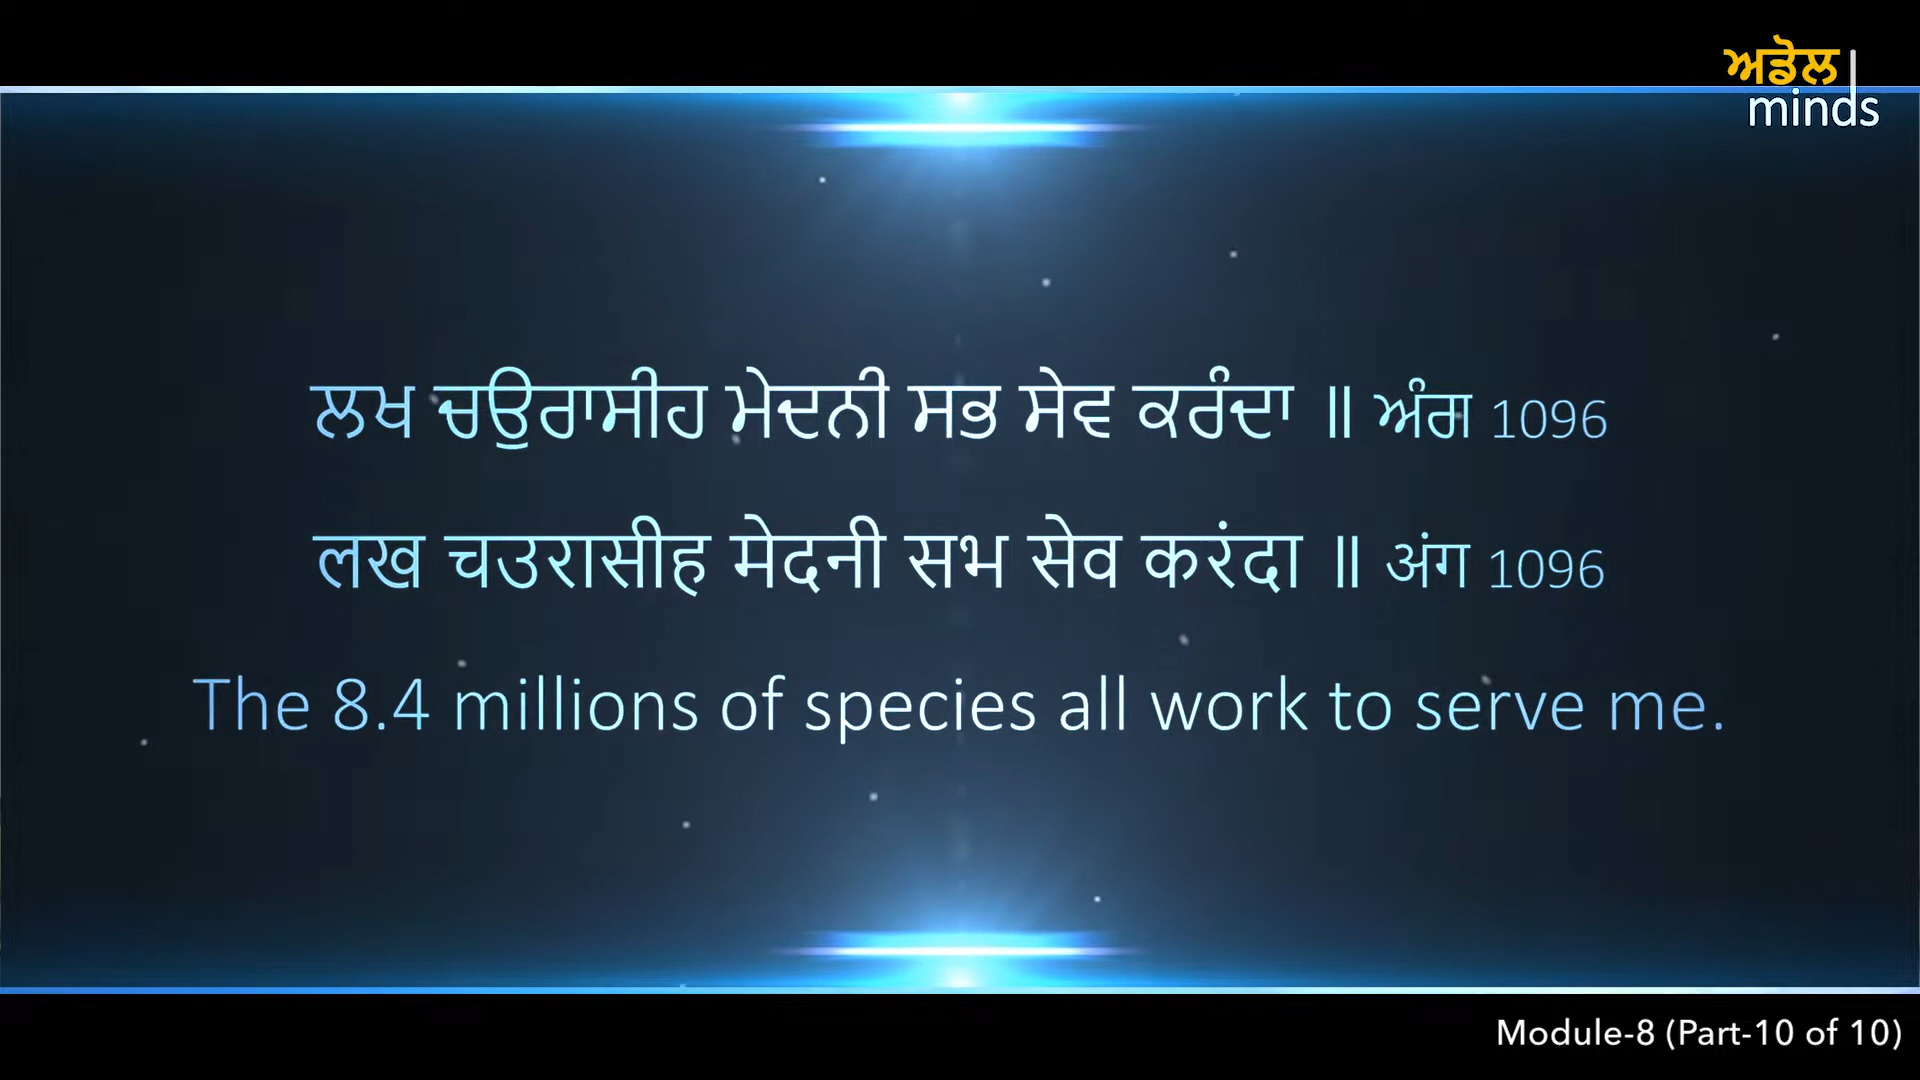 ਅਡੋਲ
minds
ਲਖ ਚਉਰਾਸੀਹ ਮੇਦਨੀ ਸਭ ਸੇਵ ਕਰੰਦਾ ॥ ਅੰਗ 1096
लख चउरासीह मेदनी सभ सेव करंदा ॥ अंग 1096
The 8.4 millions of species all work to serve me.
Module-8 (Part-10 of 10)